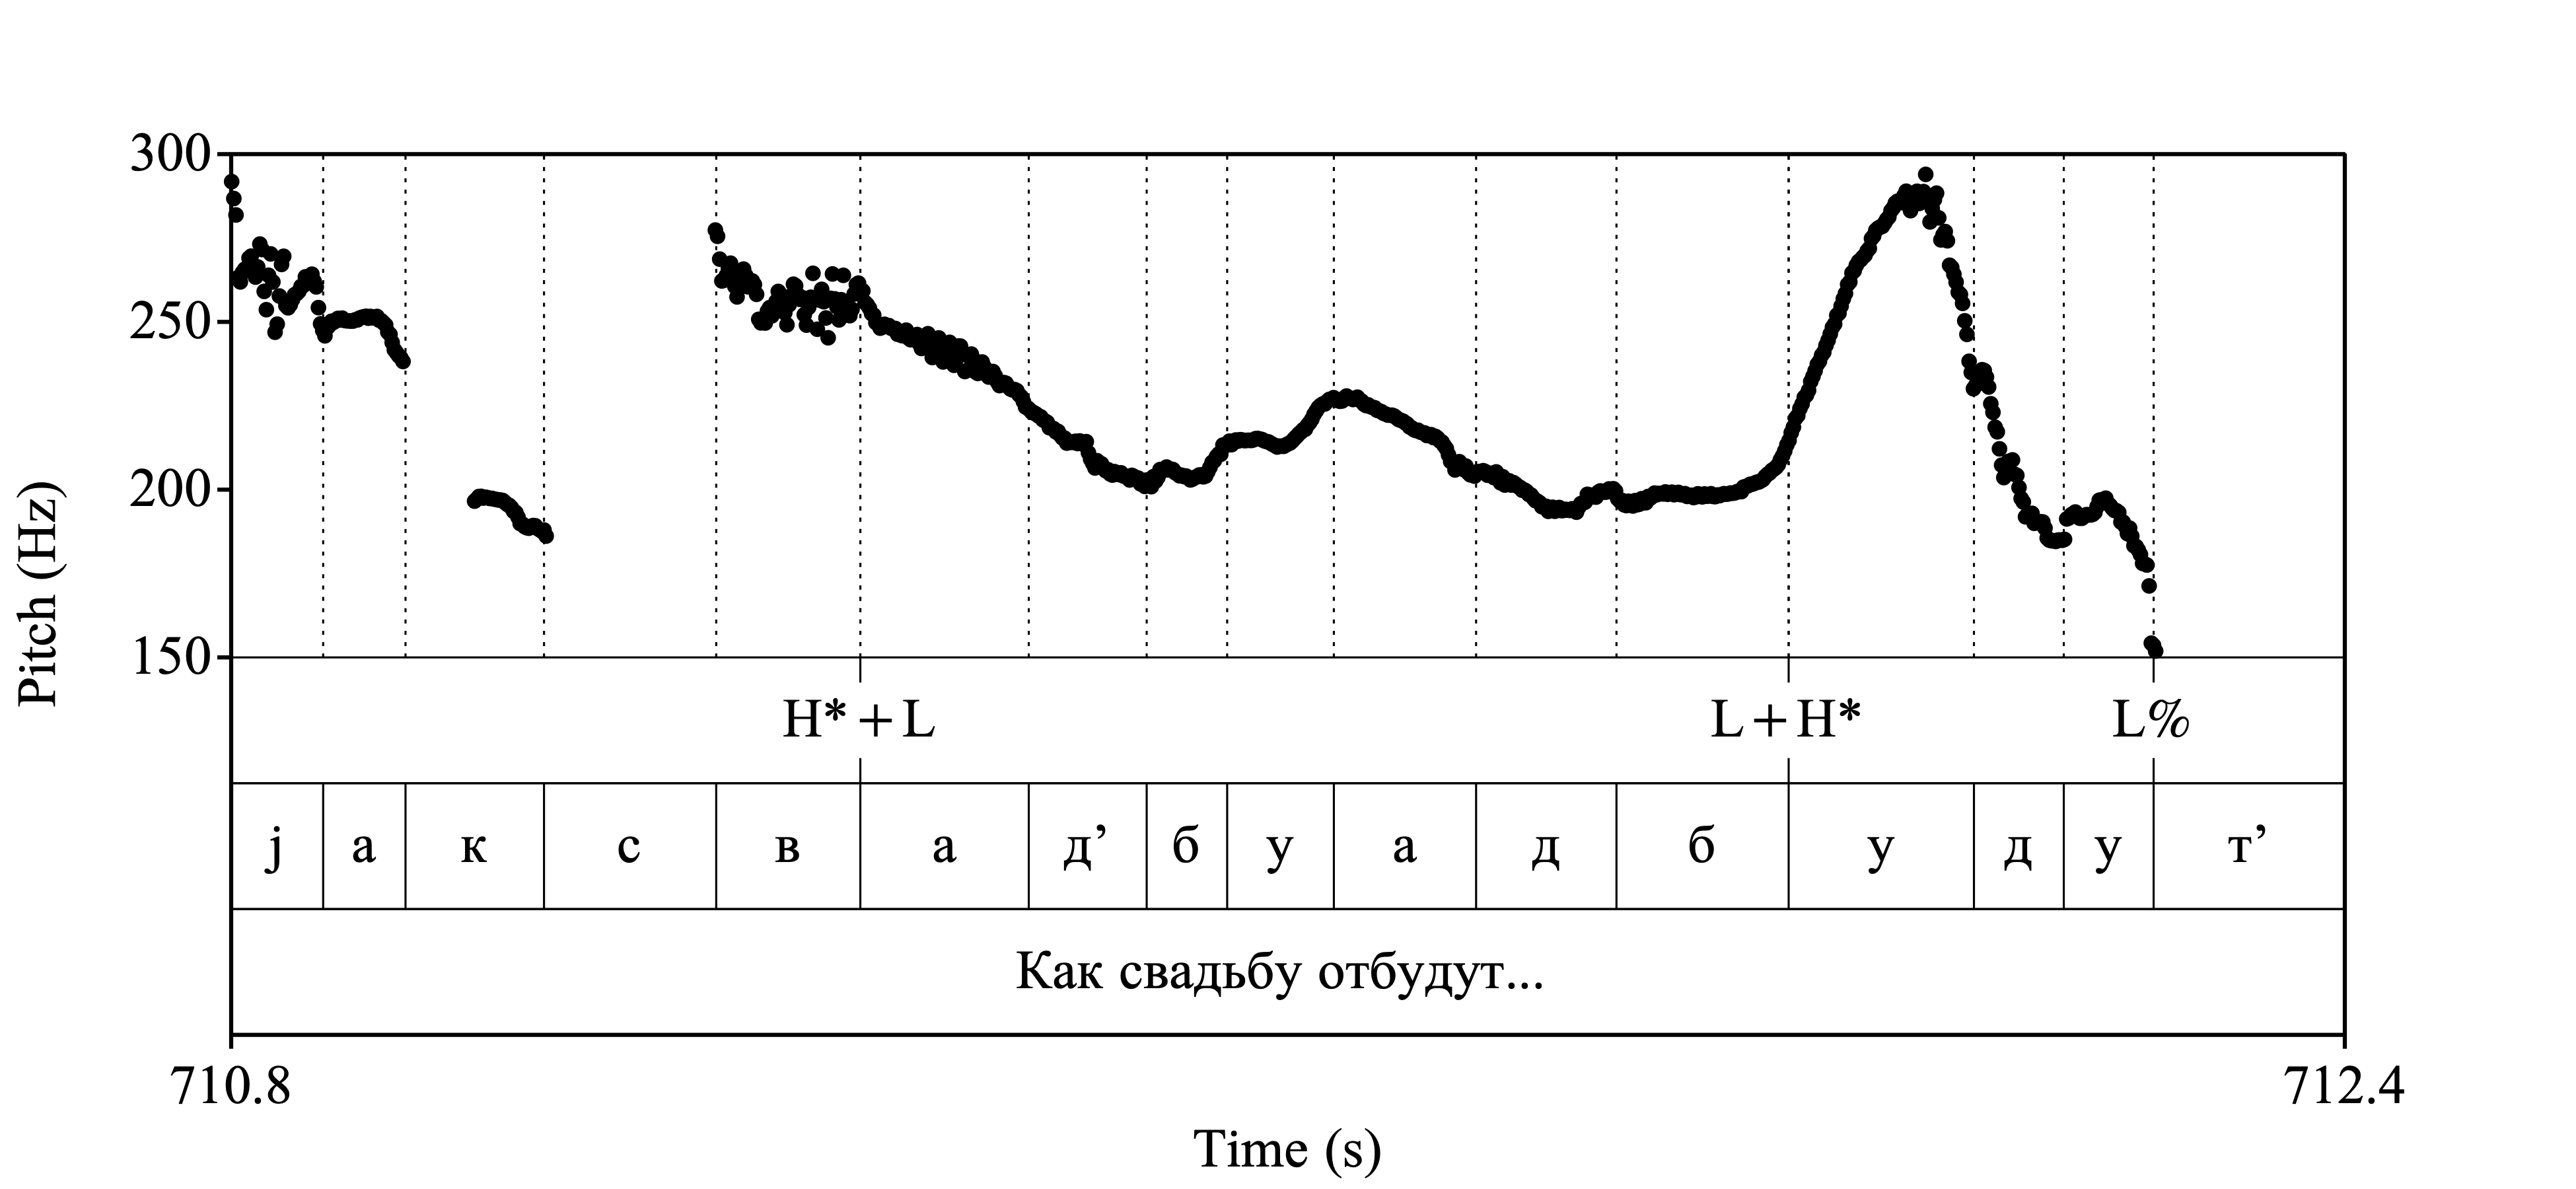 300
250
200
150
Pitch (Hz)
H*+L L+H* L%
ј а к с в а д’ б у а д б у д у т’
Как свадьбу отбудут...
710.8 712.4
Time (s)